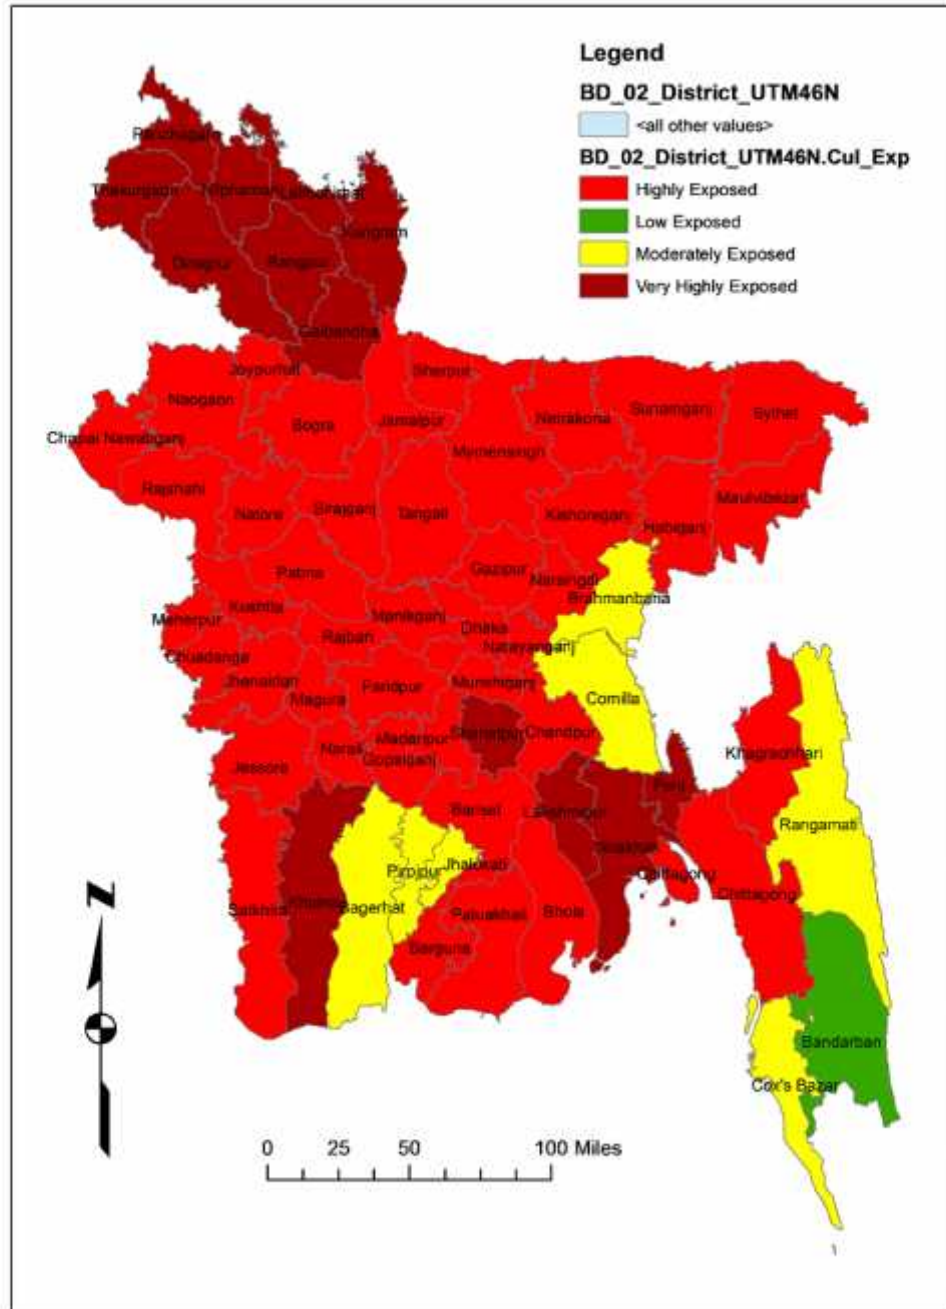 Legend
BD_02_District_UTM46N
<all other values>
BD_02_District_UTM46N.Cul_Exp
Highly Exposed
Low Exposed
Moderately Exposed
Very Highly Exposed
Panchagarh
Thakurgaon
Nilphamari
Lalmonirhat
Kurigram
Dinajpur
Rangpur
Gaibandha
Joypurhat
Sherpur
Naogaon
Bogra
Jamalpur
Netrakona
Sunamganj
Sylhet
Chapai Nawabganj
Mymensingh
Rajshahi
Natore
Sirajganj
Tangail
Kishoreganj
Habiganj
Maulvibazar
Pabna
Gazipur
Narsingdi
Brahmanbaria
Kushtia
Meherpur
Manikganj
Rajbari
Dhaka
Narayanganj
Chuadanga
Jhenaidah
Magura
Faridpur
Munshiganj
Comilla
Narail
Madaripur
Gopalganj
Shariatpur
Chandpur
Khagrachhari
Jessore
Feni
Barisal
Lakshmipur
Rangamati
Noakhali
Pirojpur
Jhalokati
Satkhira
Khulna
Bagerhat
Patuakhali
Bhola
Chittagong
Chittagong
Barguna
Bandarban
Cox's Bazar
N
0 25 50 100 Miles